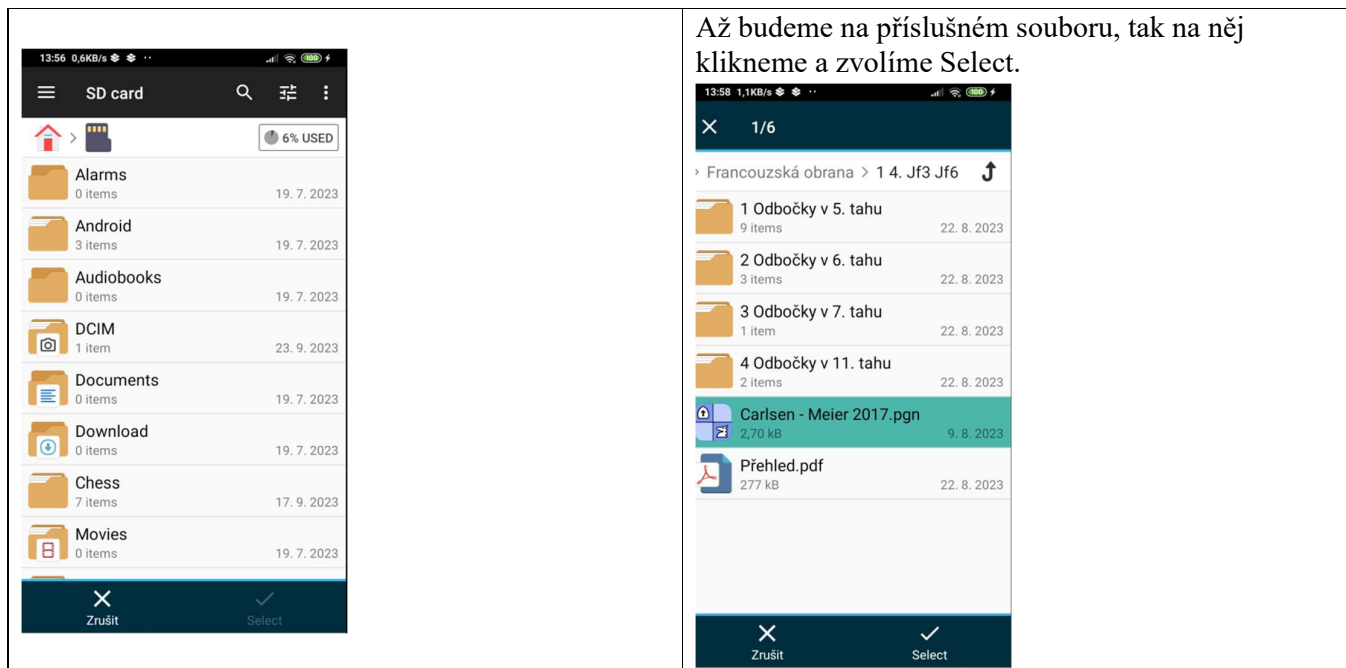 13:56 0,6KB/s ··
100
SD card
6% USED
Alarms
0 items 19. 7. 2023
Android
3 items 19. 7. 2023
Audiobooks
0 items 19. 7. 2023
DCIM
1 item 23. 9. 2023
Documents
0 items 19. 7. 2023
Download
0 items 19. 7. 2023
Chess
7 items 17. 9. 2023
Movies
0 items 19. 7. 2023
Zrušit Select
Až budeme na příslušném souboru, tak na něj
klikneme a zvolíme Select.
13:58 1,1KB/s ··
100
1/6
› Francouzská obrana > 1 4. Jf3 Jf6
1 Odbočky v 5. tahu
9 items 22. 8. 2023
2 Odbočky v 6. tahu
3 items 22. 8. 2023
3 Odbočky v 7. tahu
1 item 22. 8. 2023
4 Odbočky v 11. tahu
2 items 22. 8. 2023
Carlsen - Meier 2017.pgn
2,70 kB 9. 8. 2023
Přehled.pdf
277 kB 22. 8. 2023
Zrušit Select